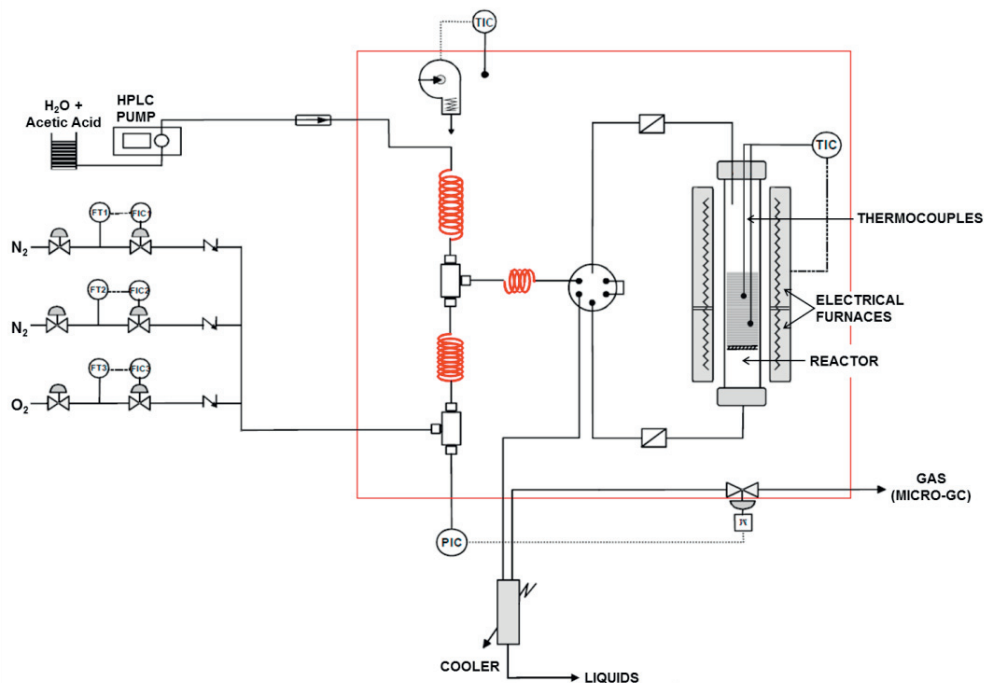 TIC
H₂O +
Acetic Acid
HPLC
PUMP
TIC
THERMOCOUPLES
FT1 FIC1
N₂
FT2 FIC2
N₂
ELECTRICAL
FURNACES
FT3 FIC3
REACTOR
O₂
GAS
(MICRO-GC)
M
PIC
COOLER
LIQUIDS